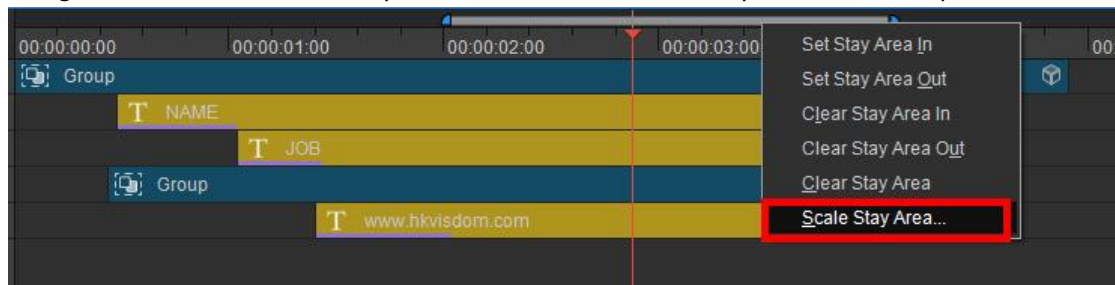 00:00:00:00 00:00:01:00 00:00:02:00 00:00:03:00 00:
Group
T NAME
T JOB
Group
T www.hkvisdom.com
Set Stay Area In
Set Stay Area Out
Clear Stay Area In
Clear Stay Area Out
Clear Stay Area
Scale Stay Area...